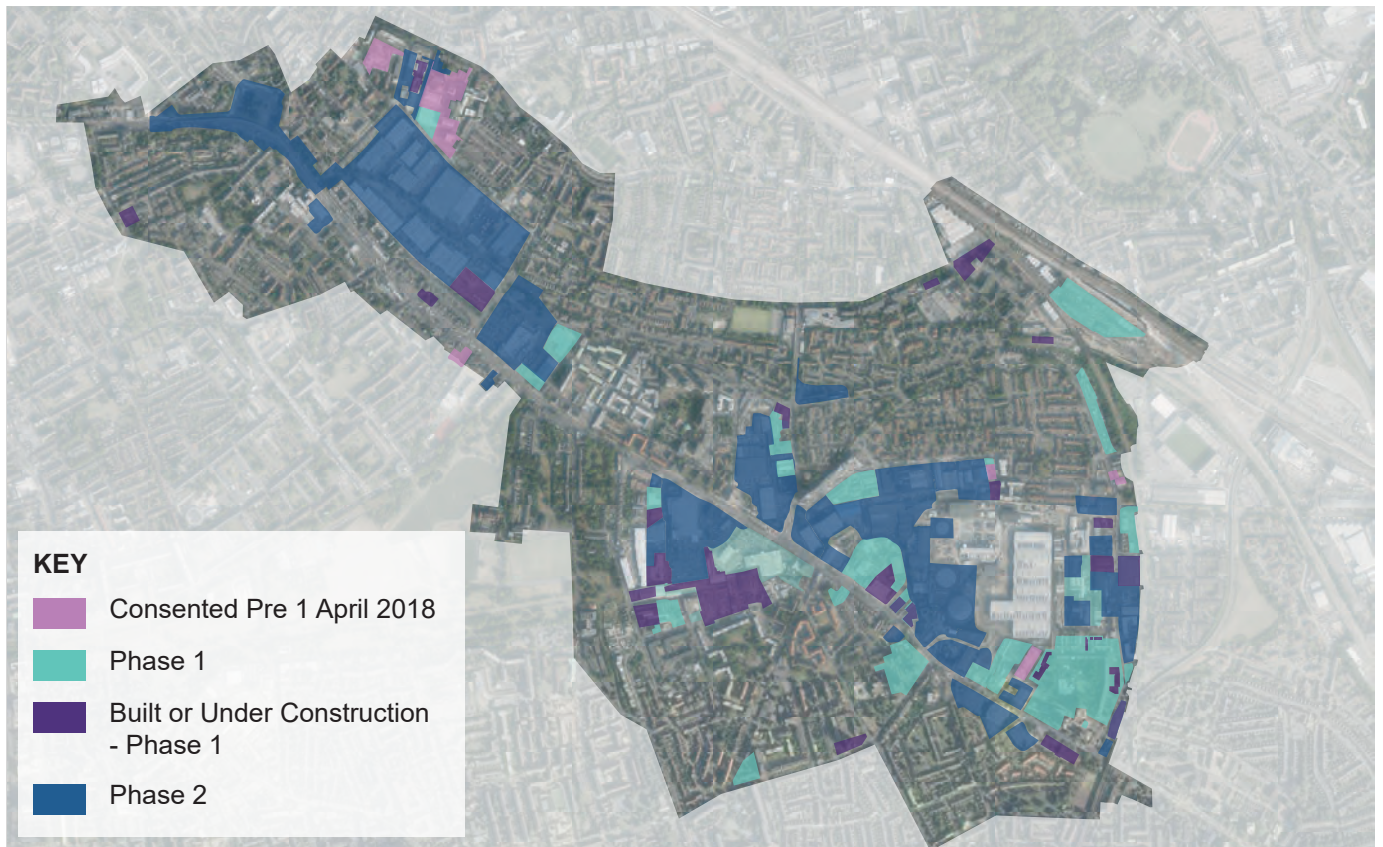 KEY
Consented Pre 1 April 2018
Phase 1
Built or Under Construction
- Phase 1
Phase 2